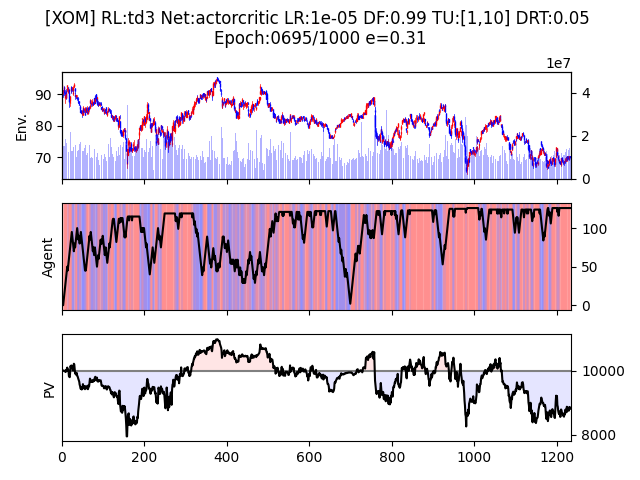 [XOM] RL:td3 Net:actorcritic LR:1e-05 DF:0.99 TU:[1,10] DRT:0.05
Epoch:0695/1000 e=0.31
1e7
Env.
90
80
70
4
2
0
Agent
100
50
0
PV
10000
8000
0 200 400 600 800 1000 1200